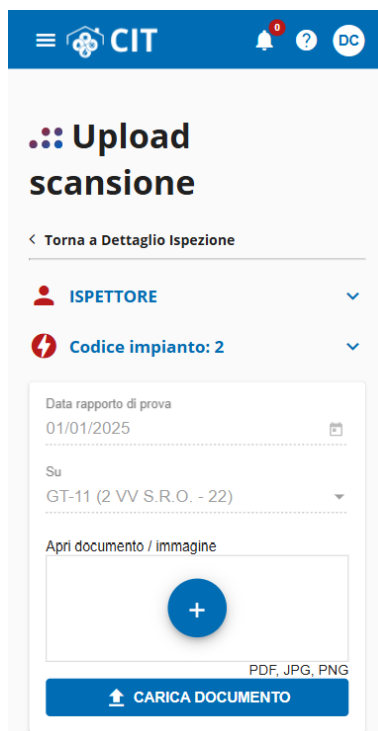 CIT
0
?
DC
Upload
scansione
< Torna a Dettaglio Ispezione
ISPETTORE
Codice impianto: 2
Data rapporto di prova
01/01/2025
Su
GT-11 (2 VV S.R.O. - 22)
Apri documento / immagine
+
PDF, JPG, PNG
CARICA DOCUMENTO